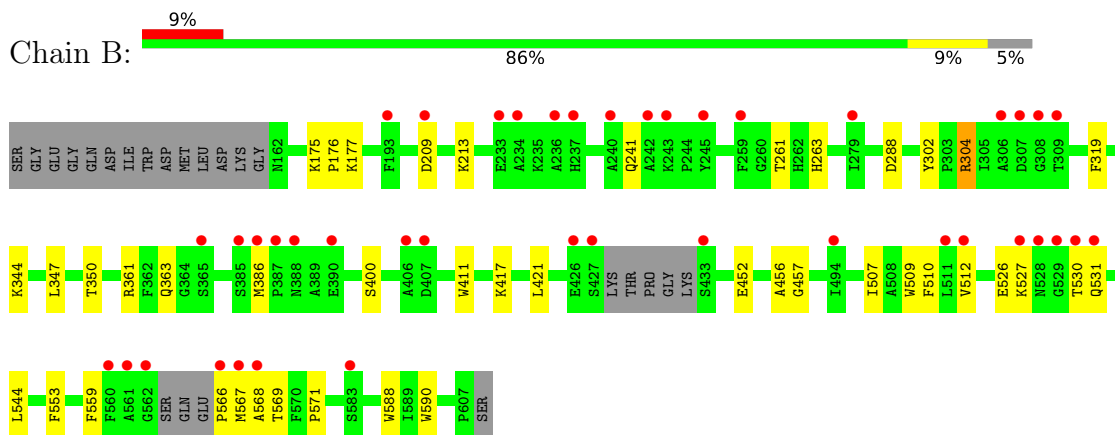 9%
Chain B:
86% 9% 5%
SER GLY GLU GLY GLN ASP ILE TRP ASP ASP MET LEU ASP LYS GLY N162 K175 P176 K177 F193 D209 K213 E233 A234 K235 A236 H237 A240 Q241 A242 K243 P244 Y245 F259 G260 T261 H262 H263 I279 D288 Y302 P303 R304 I305 A306 D307 G308 T309 F319
K344 L347 T350 R361 F362 Q363 G364 S365 S385 M386 P387 N388 A389 E390 S400 A406 D407 W411 K417 L421 E426 S427 LYS THR PRO GLY LYS S433 E452 A456 G457 I494 I507 A508 W509 F510 L511 V512 E526 K527 N528 G529 T530 Q531
L544 F553 F559 F560 A561 G562 SER GLN GLU P566 M567 A568 T569 F570 P571 S583 W588 I589 W590 P607 SER